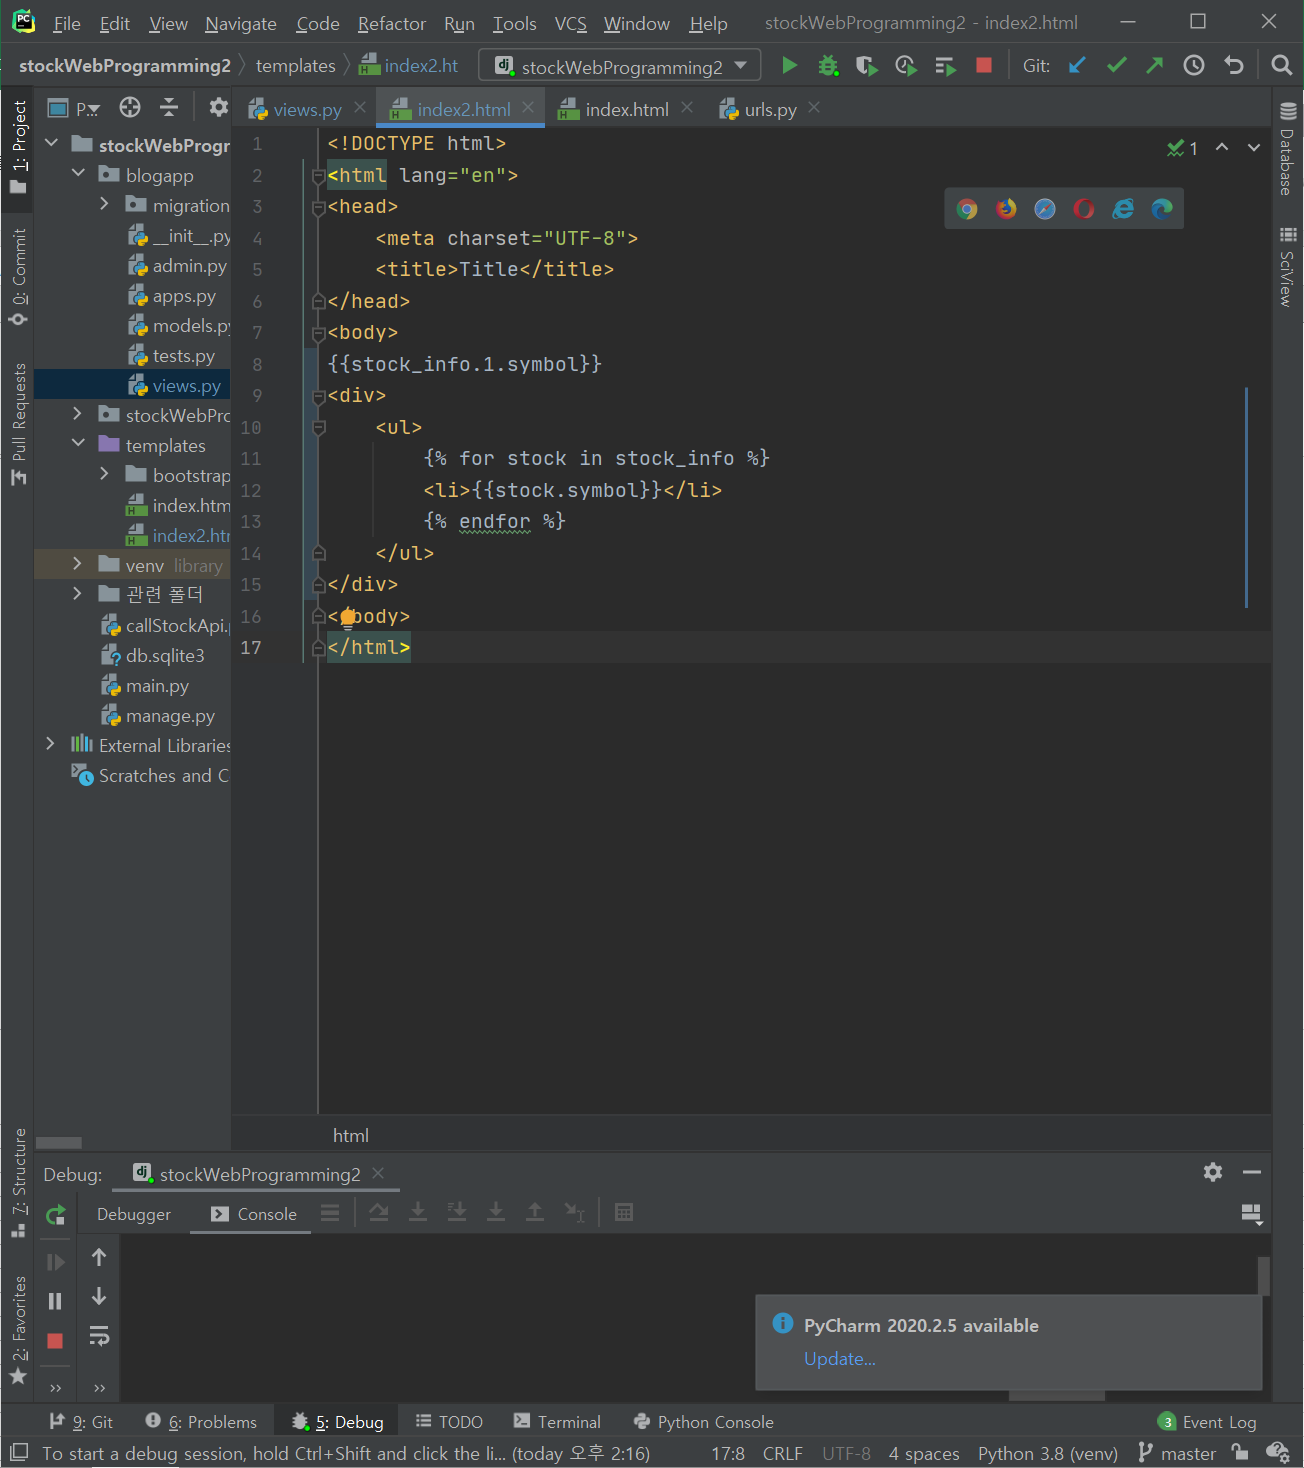 File Edit View Navigate Code Refactor Run Tools VCS Window Help stockWebProgramming2 - index2.html
stockWebProgramming2 templates index2.ht stockWebProgramming2 Git:
1: Project
0: Commit
Pull Requests
7: Structure
2: Favorites
P...
stockWebProgr
blogapp
migration
__init__.py
admin.py
apps.py
models.py
tests.py
views.py
stockWebPro
templates
bootstrap
index.htm
index2.htm
venv library
관련 폴더
callStockApi.
db.sqlite3
main.py
manage.py
External Libraries
Scratches and C
views.py index2.html index.html urls.py
1 <!DOCTYPE html>
2 <html lang="en">
3 <head>
4 <meta charset="UTF-8">
5 <title>Title</title>
6 </head>
7 <body>
8 {{stock_info.1.symbol}}
9 <div>
10 <ul>
11 {% for stock in stock_info %}
12 <li>{{stock.symbol}}</li>
13 {% endfor %}
14 </ul>
15 </div>
16 < body>
17 </html>
1
Database
SciView
html
Debug: stockWebProgramming2
Debugger Console
PyCharm 2020.2.5 available
Update...
9: Git 6: Problems 5: Debug TODO Terminal Python Console 3 Event Log
To start a debug session, hold Ctrl+Shift and click the li... (today 오후 2:16) 17:8 CRLF UTF-8 4 spaces Python 3.8 (venv) master